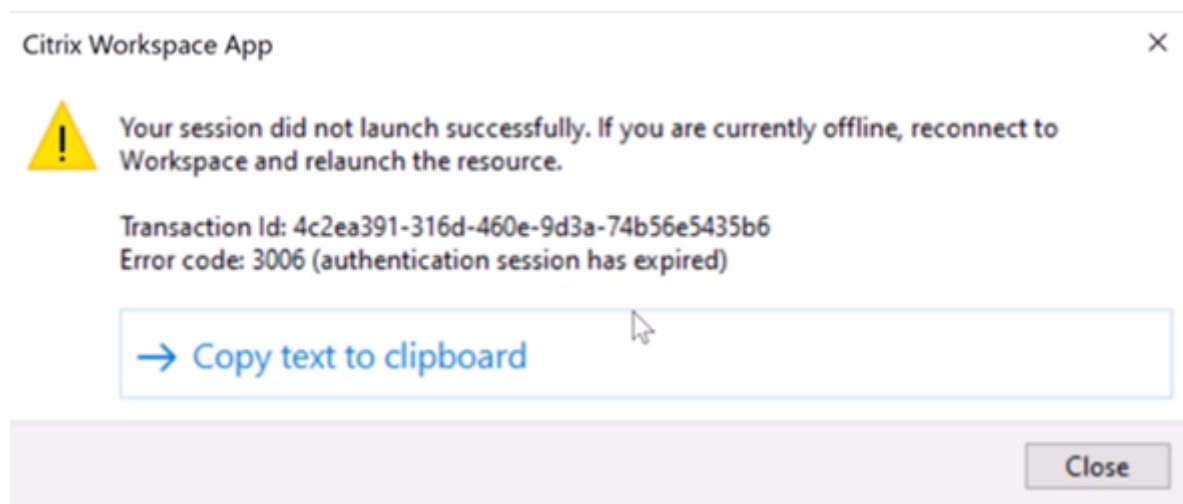 Citrix Workspace App
Your session did not launch successfully. If you are currently offline, reconnect to
Workspace and relaunch the resource.
Transaction Id: 4c2ea391-316d-460e-9d3a-74b56e5435b6
Error code: 3006 (authentication session has expired)
Copy text to clipboard
Close